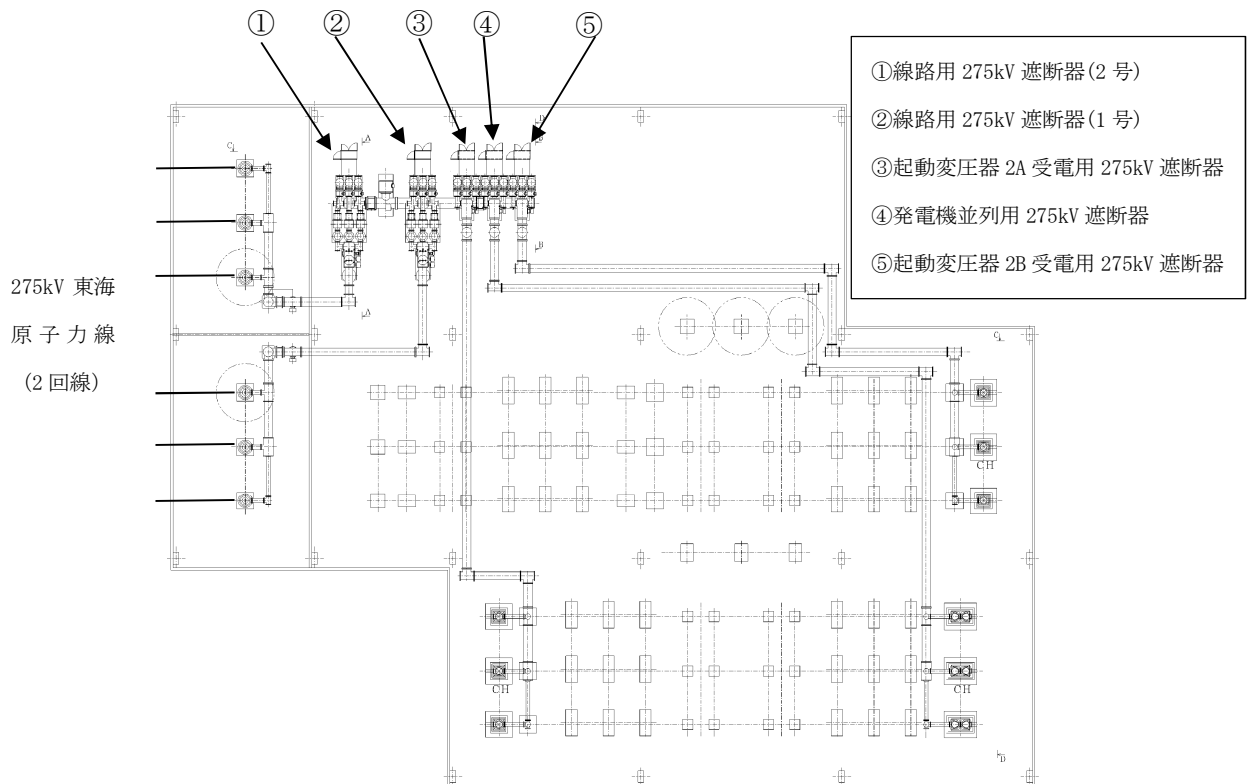 ① ② ③ ④ ⑤
①線路用 275kV 遮断器(2 号)
②線路用 275kV 遮断器(1 号)
③起動変圧器 2A 受電用 275kV 遮断器
④発電機並列用 275kV 遮断器
⑤起動変圧器 2B 受電用 275kV 遮断器
275kV 東海
原子力線
(2 回線)
A
D
B
C
B
A
C
CH
CH
CH
D